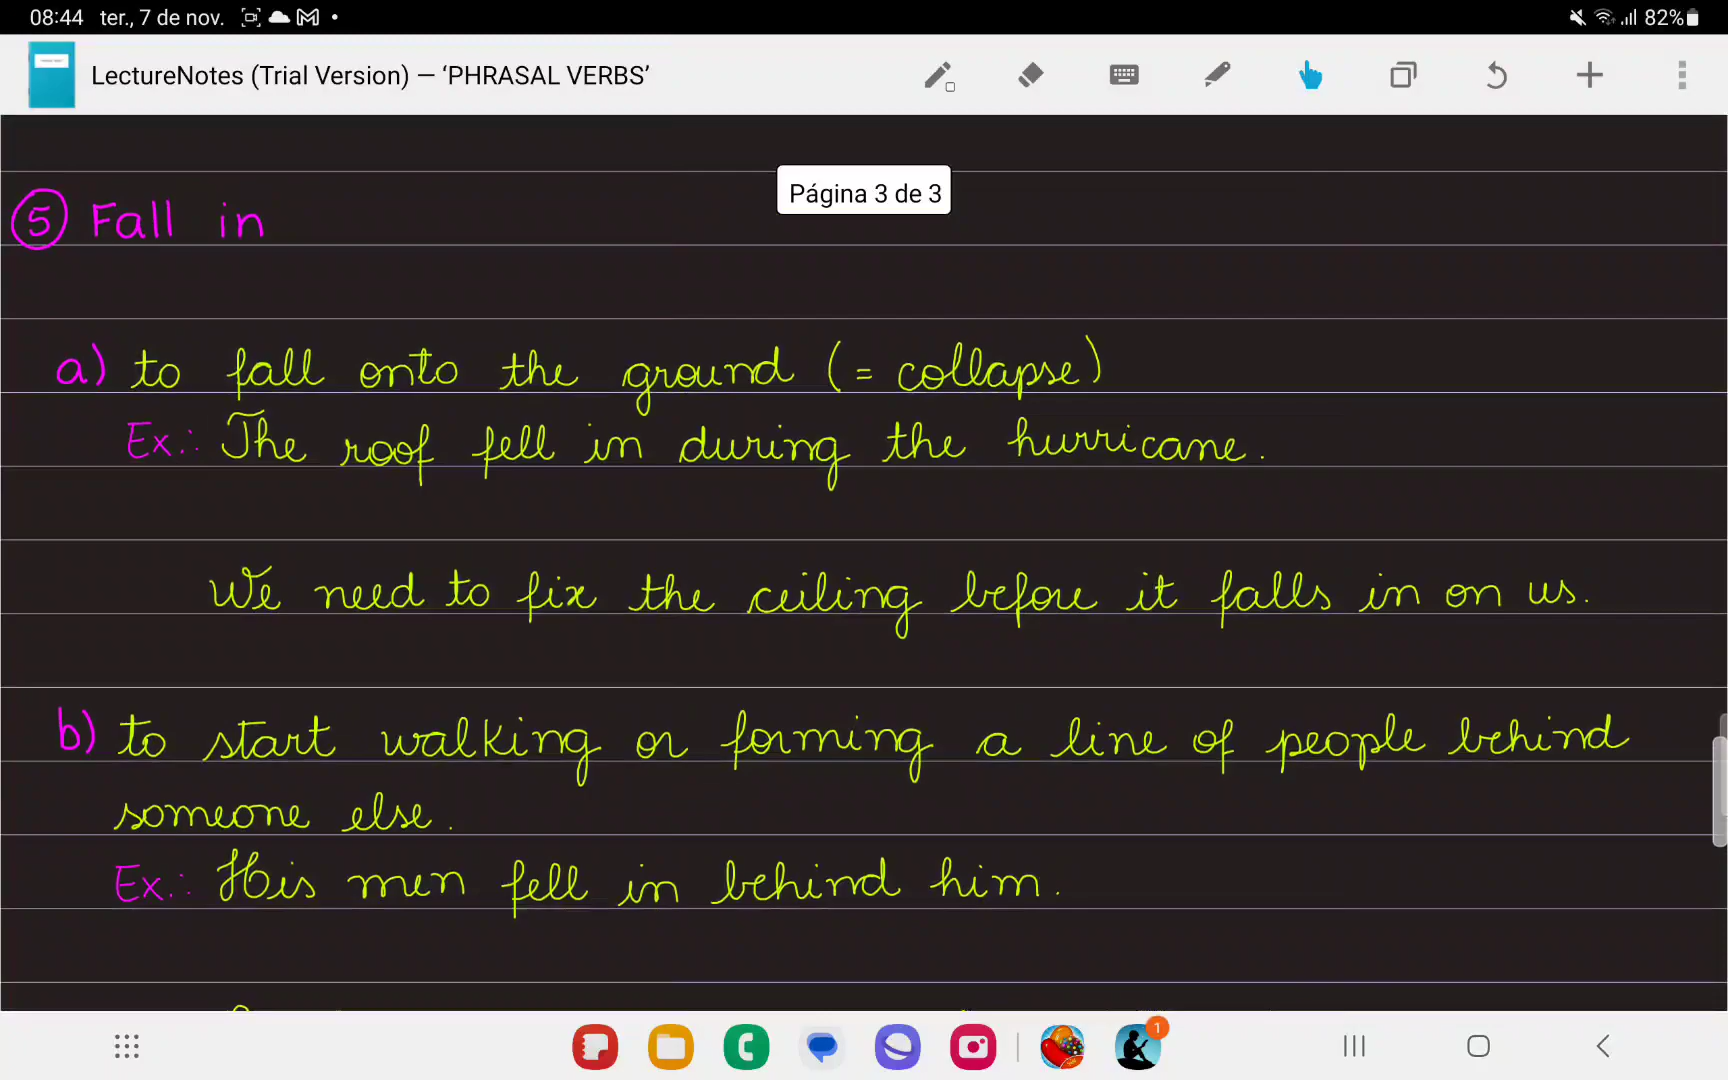 08:44 ter., 7 de nov. 82%
LectureNotes (Trial Version) — ‘PHRASAL VERBS’
Página 3 de 3
5 Fall in
a) to fall onto the ground (= collapse)
Ex.: The roof fell in during the hurricane.
We need to fix the ceiling before it falls in on us.
b) to start walking or forming a line of people behind
someone else.
Ex.: His men fell in behind him.
1